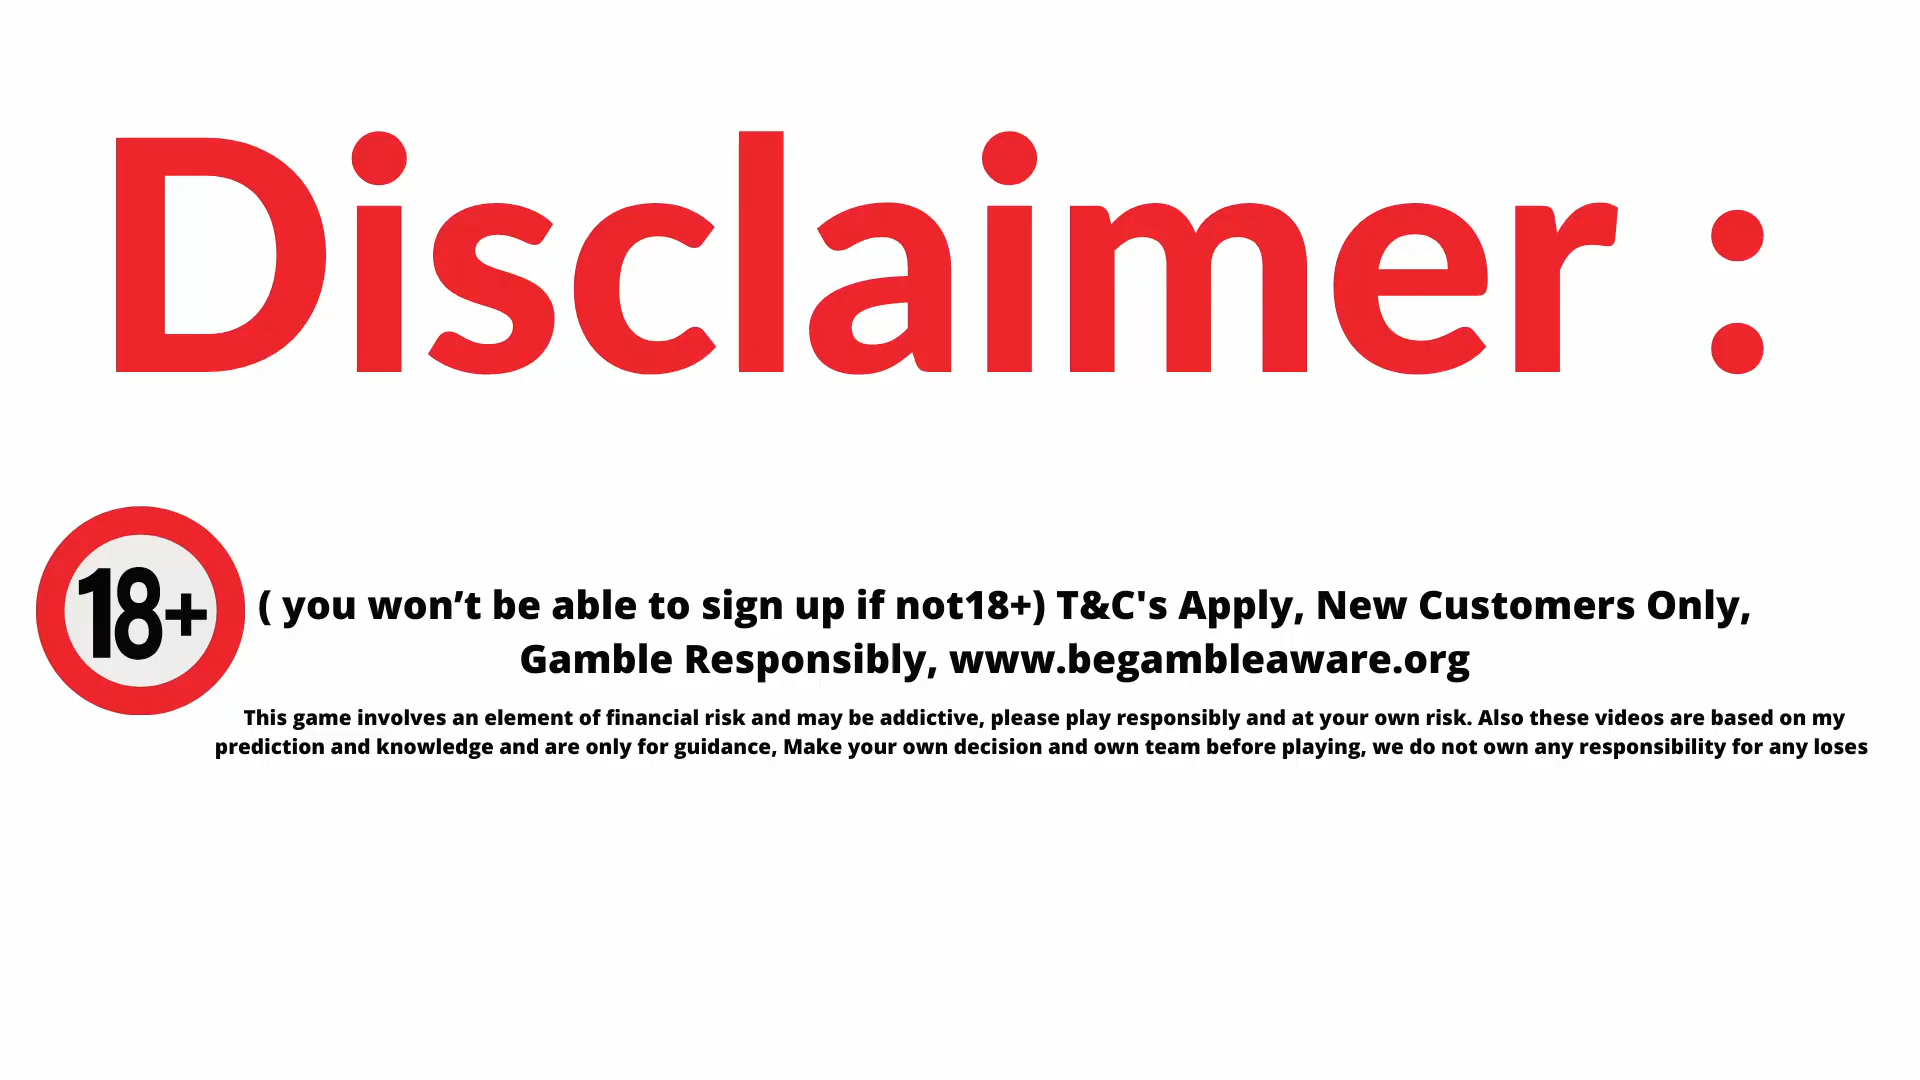 Disclaimer :
18+
( you won’t be able to sign up if not18+) T&C's Apply, New Customers Only,
Gamble Responsibly, www.begambleaware.org
This game involves an element of financial risk and may be addictive, please play responsibly and at your own risk. Also these videos are based on my
prediction and knowledge and are only for guidance, Make your own decision and own team before playing, we do not own any responsibility for any loses